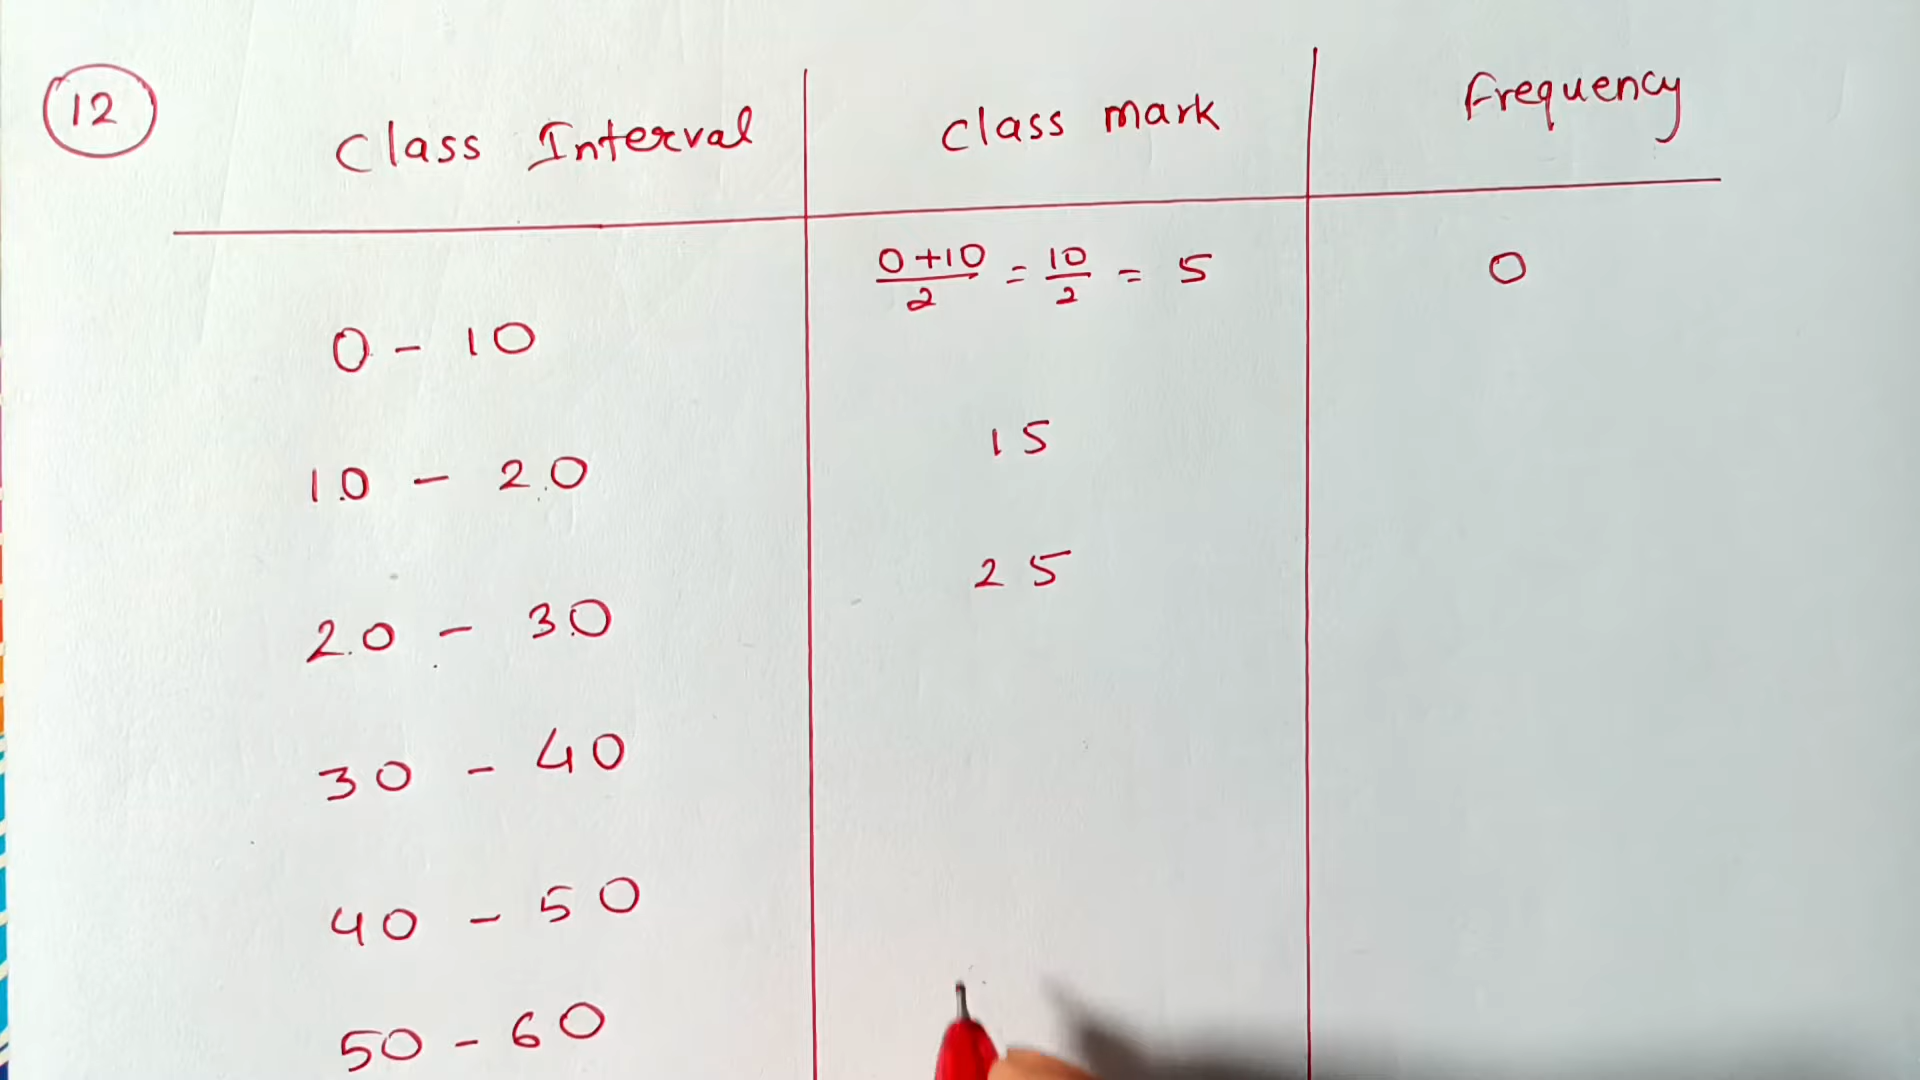 12
Class Interval class mark frequency
0 - 10 0+10/2 = 10/2 = 5 0
10 - 20 15
20 - 30 25
30 - 40
40 - 50
50 - 60